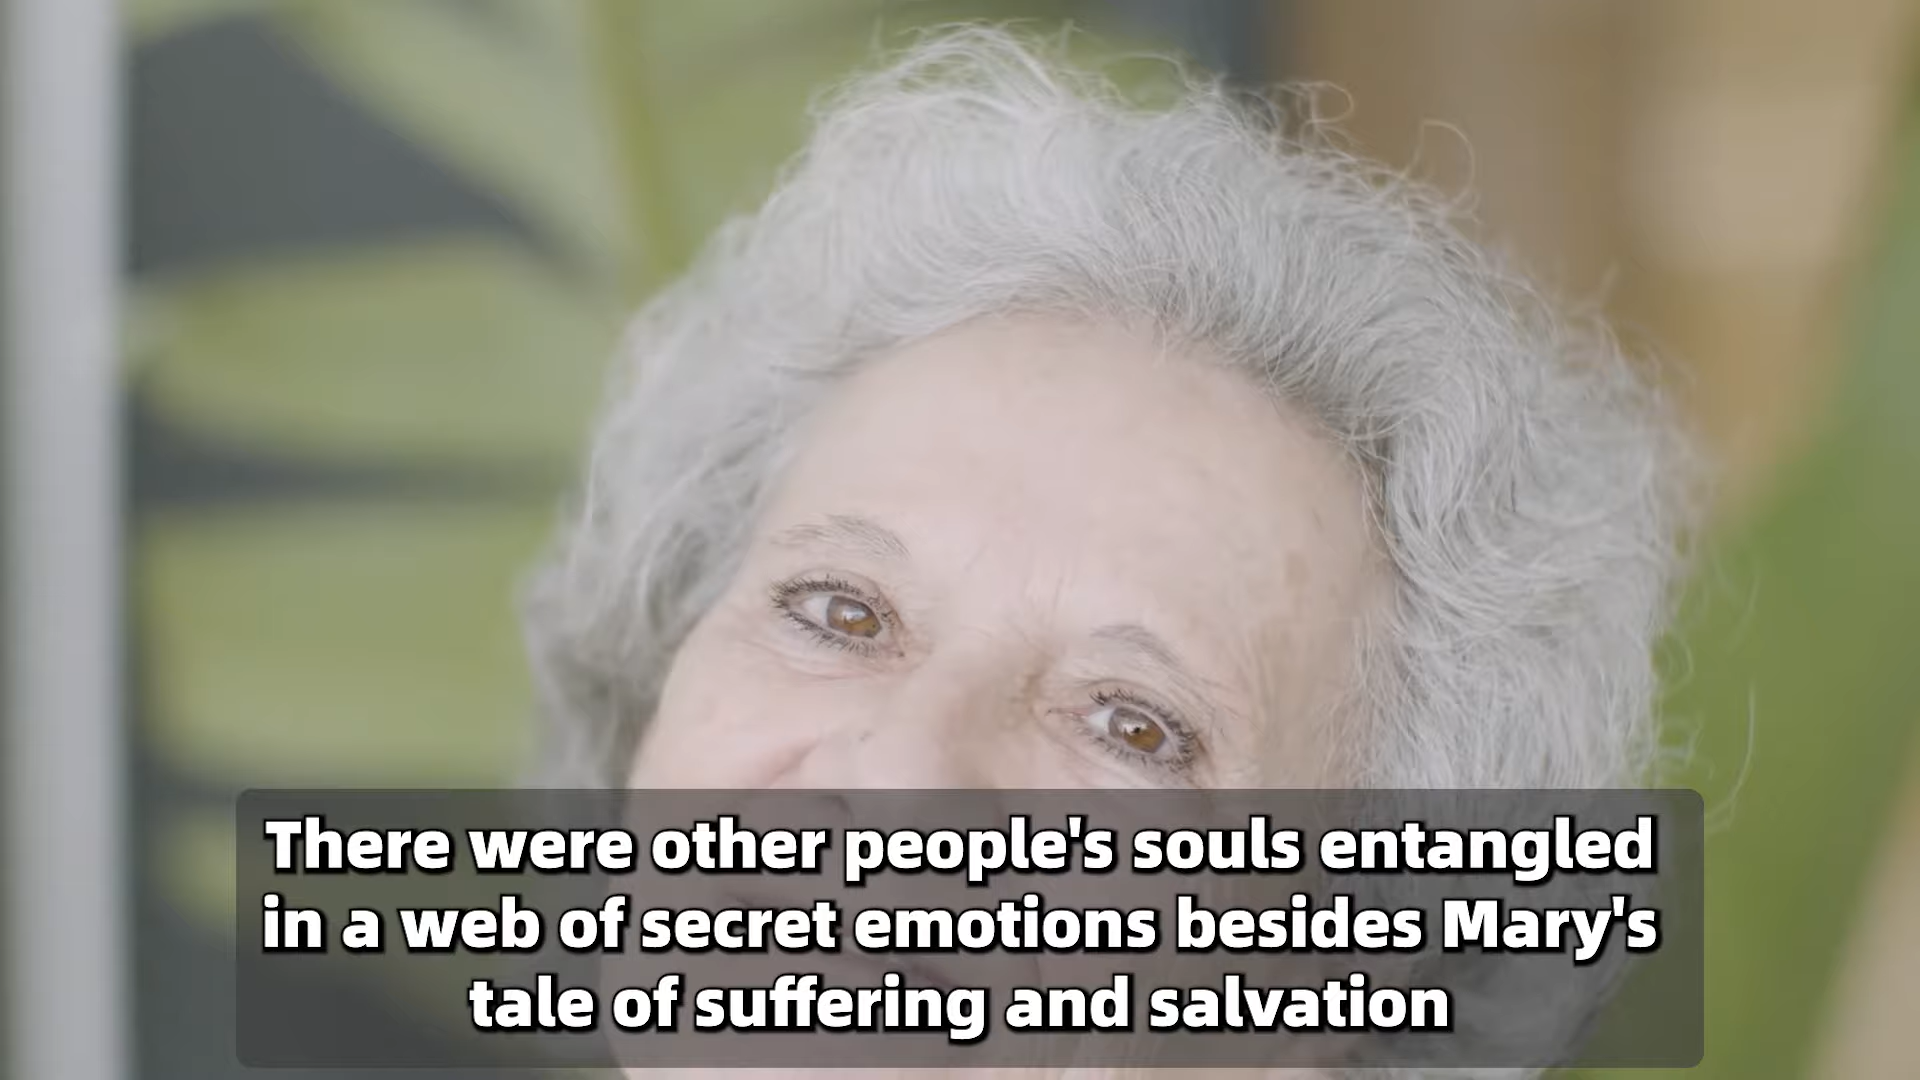 There were other people's souls entangled
in a web of secret emotions besides Mary's
tale of suffering and salvation